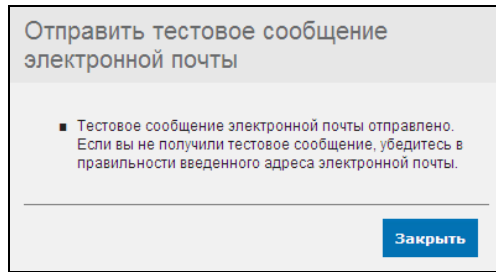 Отправить тестовое сообщение
электронной почты
Тестовое сообщение электронной почты отправлено.
Если вы не получили тестовое сообщение, убедитесь в
правильности введенного адреса электронной почты.
Закрыть